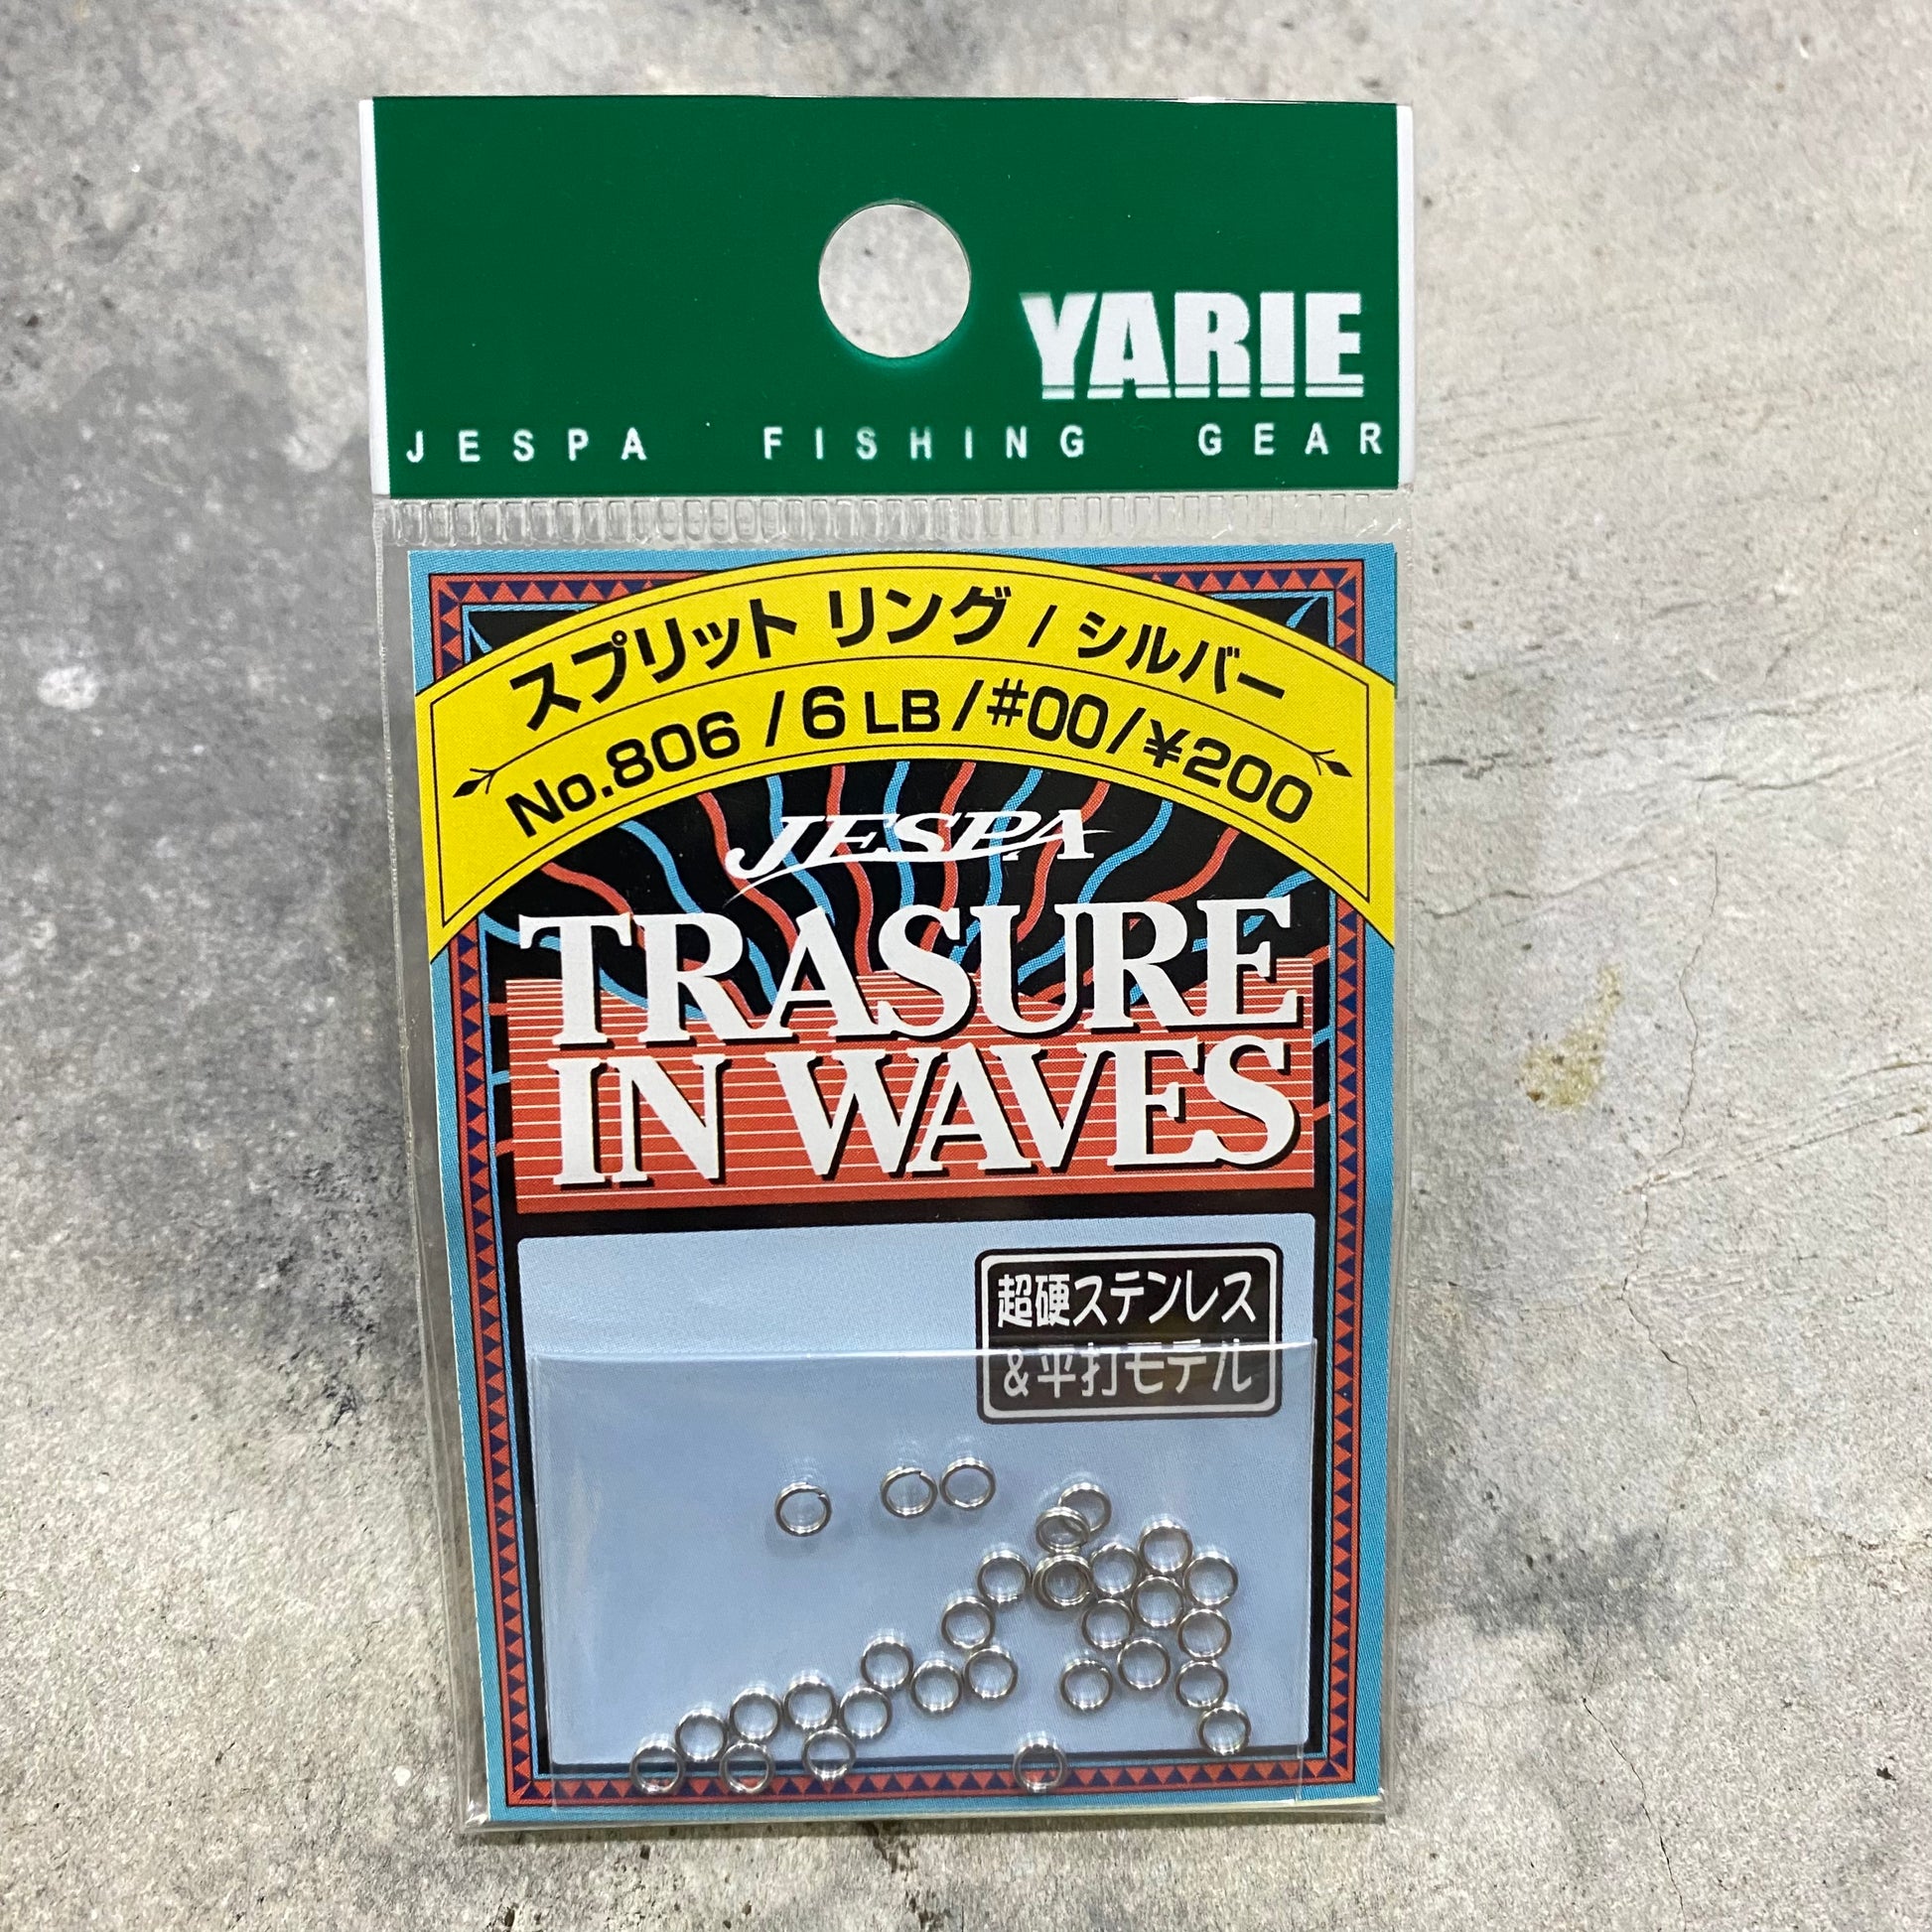 YARIE
JESPA FISHING GEAR
スプリット リング / シルバー
No.806 / 6 LB / #00 / ¥200
JESPA
TRASURE
IN WAVES
超硬ステンレス
&平打モデル